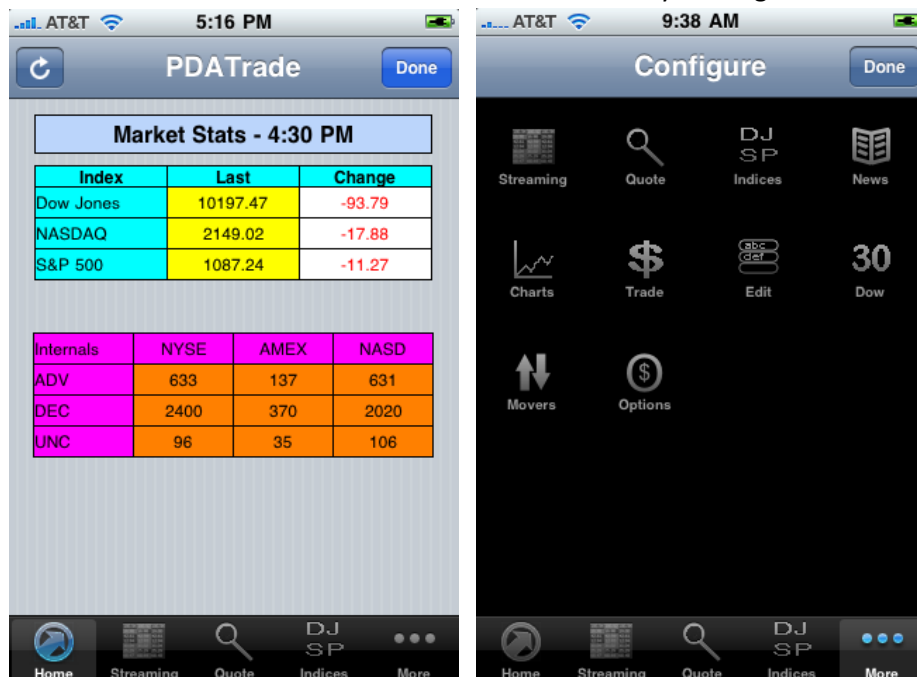 AT&T 5:16 PM
PDATrade Done
Market Stats - 4:30 PM
Index Last Change
Dow Jones 10197.47 -93.79
NASDAQ 2149.02 -17.88
S&P 500 1087.24 -11.27
Internals NYSE AMEX NASD
ADV 633 137 631
DEC 2400 370 2020
UNC 96 35 106
DJ
SP
Home Streaming Quote Indices More
AT&T 9:38 AM
Configure Done
DJ
SP
Streaming Quote Indices News
abc
def
30
Charts Trade Edit Dow
Movers Options
DJ
SP
Home Streaming Quote Indices More